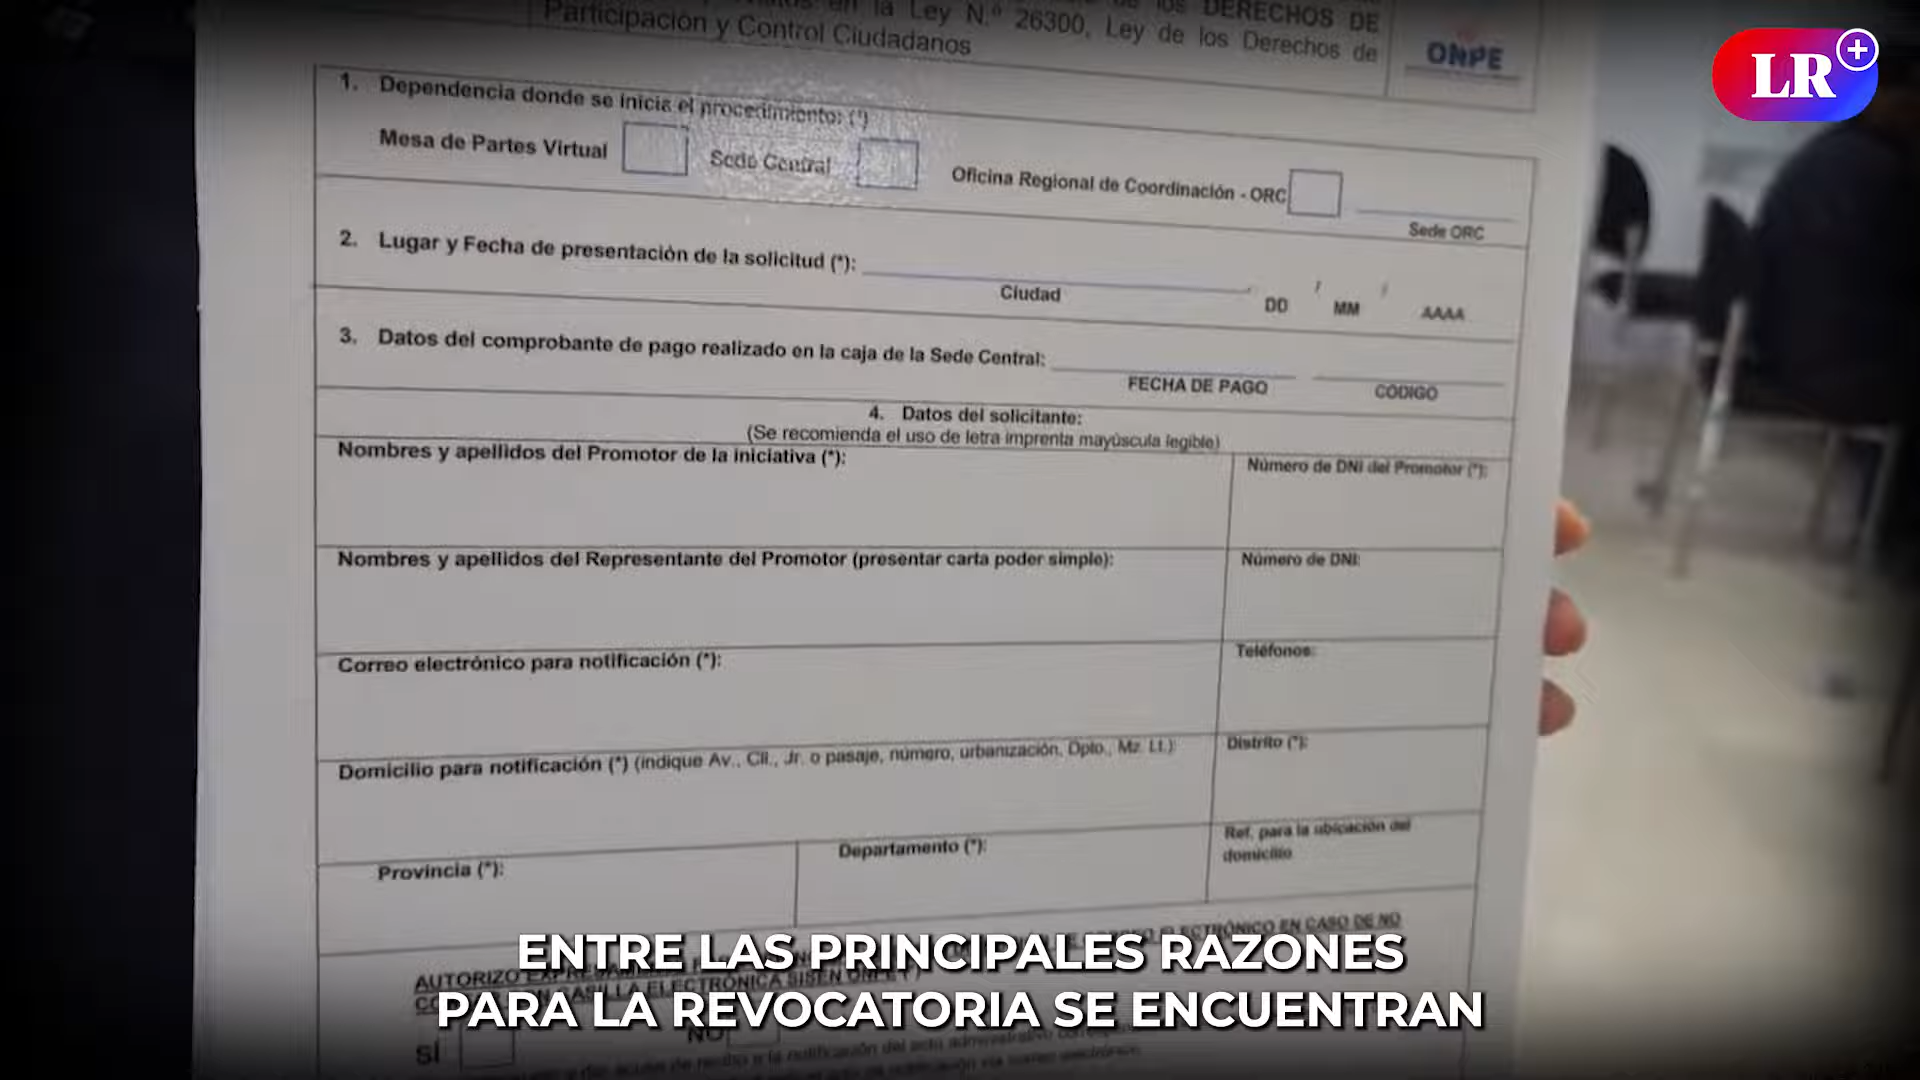 en la Ley N.° 26300, Ley de los Derechos de
los DERECHOS DE
Participación y Control Ciudadanos
ONPE
LR+
1. Dependencia donde se inicia el procedimiento: (*)
Mesa de Partes Virtual
Sede Central
Oficina Regional de Coordinación - ORC
Sede ORC
2. Lugar y Fecha de presentación de la solicitud (*):
Ciudad
DD / MM / AAAA
3. Datos del comprobante de pago realizado en la caja de la Sede Central:
FECHA DE PAGO
CÓDIGO
4. Datos del solicitante:
(Se recomienda el uso de letra imprenta mayúscula legible)
Nombres y apellidos del Promotor de la iniciativa (*):
Número de DNI del Promotor (*):
Nombres y apellidos del Representante del Promotor (presentar carta poder simple):
Número de DNI:
Correo electrónico para notificación (*):
Teléfonos:
Domicilio para notificación (*) (indique Av., Cll., Jr. o pasaje, número, urbanización, Dpto., Mz. Lt.):
Distrito (*):
Provincia (*):
Departamento (*):
Ref. para la ubicación del
domicilio
ELECTRÓNICO EN CASO DE NO
AUTORIZO
CASILLA ELECTRÓNICA SISEN ONPE (*)
SÍ
NO
ENTRE LAS PRINCIPALES RAZONES
PARA LA REVOCATORIA SE ENCUENTRAN